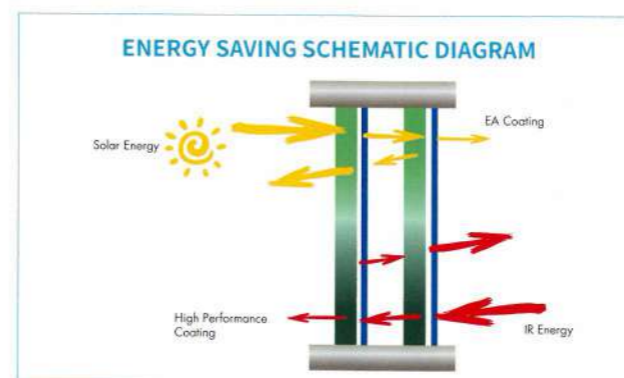 ENERGY SAVING SCHEMATIC DIAGRAM
EA Coating
Solar Energy
High Performance
Coating
IR Energy